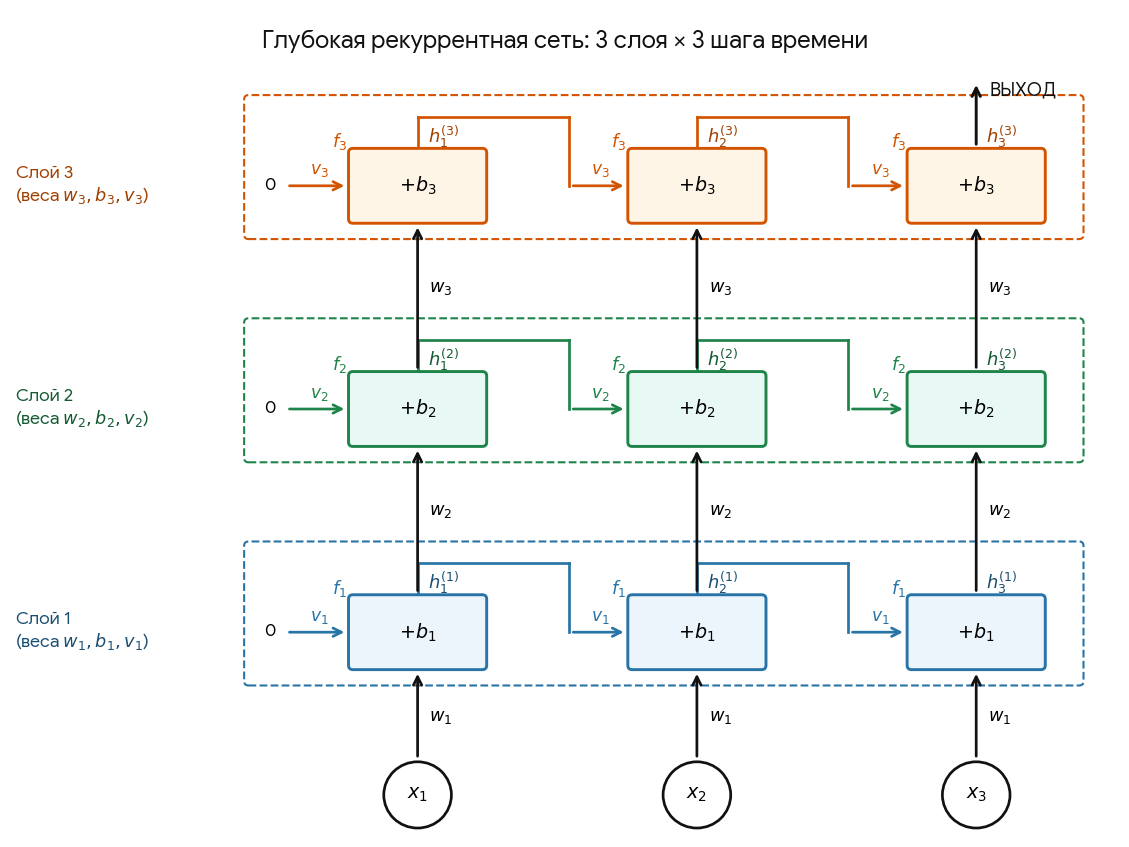 Глубокая рекуррентная сеть: 3 слоя × 3 шага времени
ВЫХОД
Слой 3
(веса w₃, b₃, v₃)
0
v₃
f₃
+b₃
h₁⁽³⁾
v₃
f₃
+b₃
h₂⁽³⁾
v₃
f₃
+b₃
h₃⁽³⁾
w₃
w₃
w₃
Слой 2
(веса w₂, b₂, v₂)
0
v₂
f₂
+b₂
h₁⁽²⁾
v₂
f₂
+b₂
h₂⁽²⁾
v₂
f₂
+b₂
h₃⁽²⁾
w₂
w₂
w₂
Слой 1
(веса w₁, b₁, v₁)
0
v₁
f₁
+b₁
h₁⁽¹⁾
v₁
f₁
+b₁
h₂⁽¹⁾
v₁
f₁
+b₁
h₃⁽¹⁾
w₁
w₁
w₁
x₁
x₂
x₃